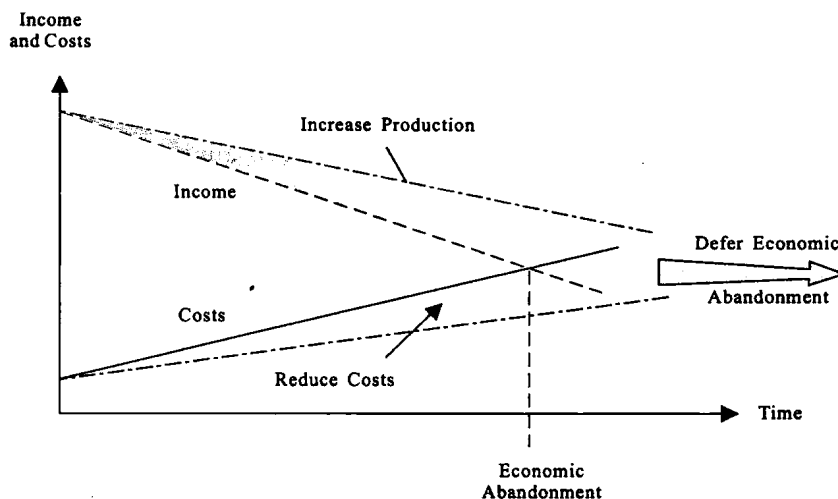 Income
and Costs
Increase Production
Income
Defer Economic
Abandonment
Costs
Reduce Costs
Time
Economic
Abandonment